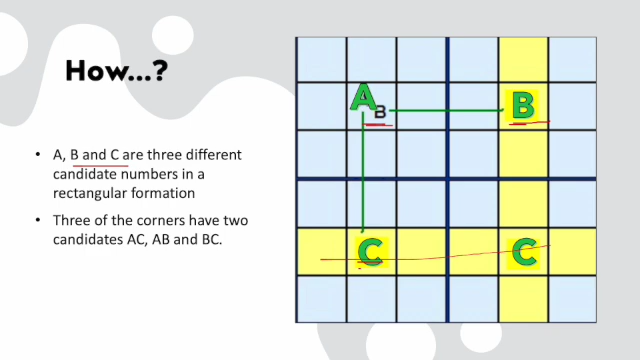 How...?
• A, B and C are three different
candidate numbers in a
rectangular formation
• Three of the corners have two
candidates AC, AB and BC.
A B B
C C